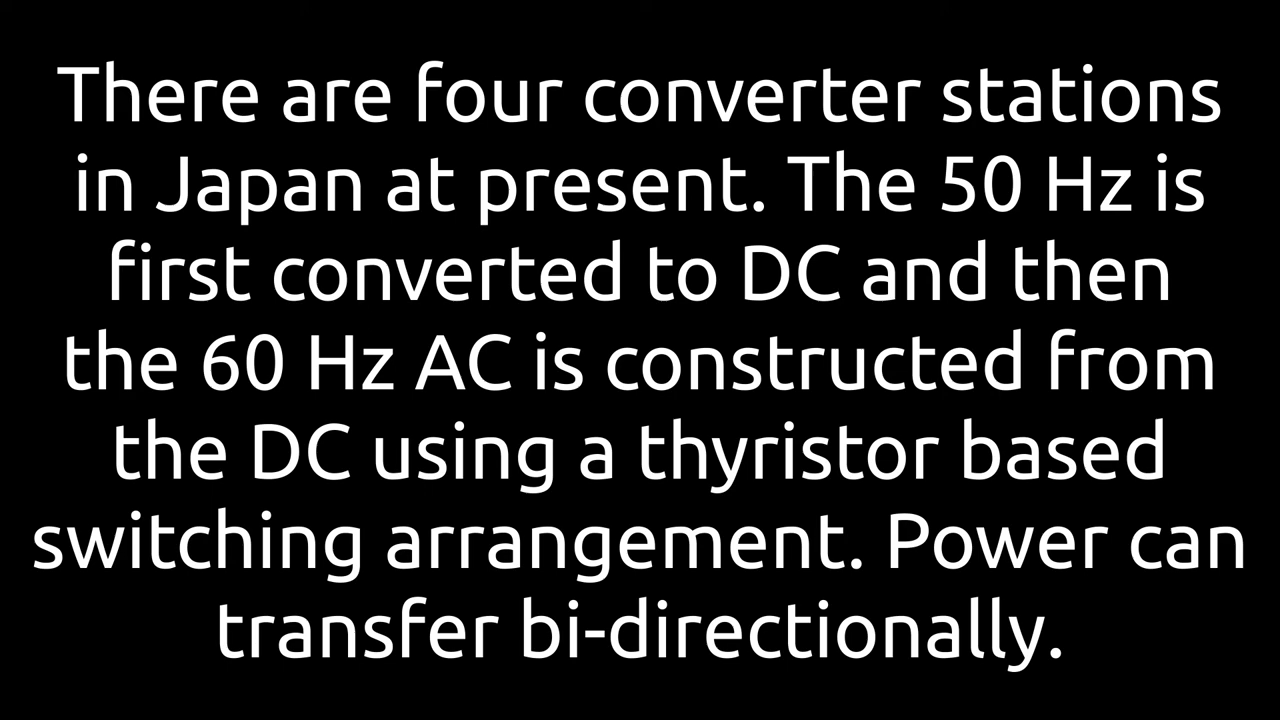 There are four converter stations
in Japan at present. The 50 Hz is
first converted to DC and then
the 60 Hz AC is constructed from
the DC using a thyristor based
switching arrangement. Power can
transfer bi-directionally.